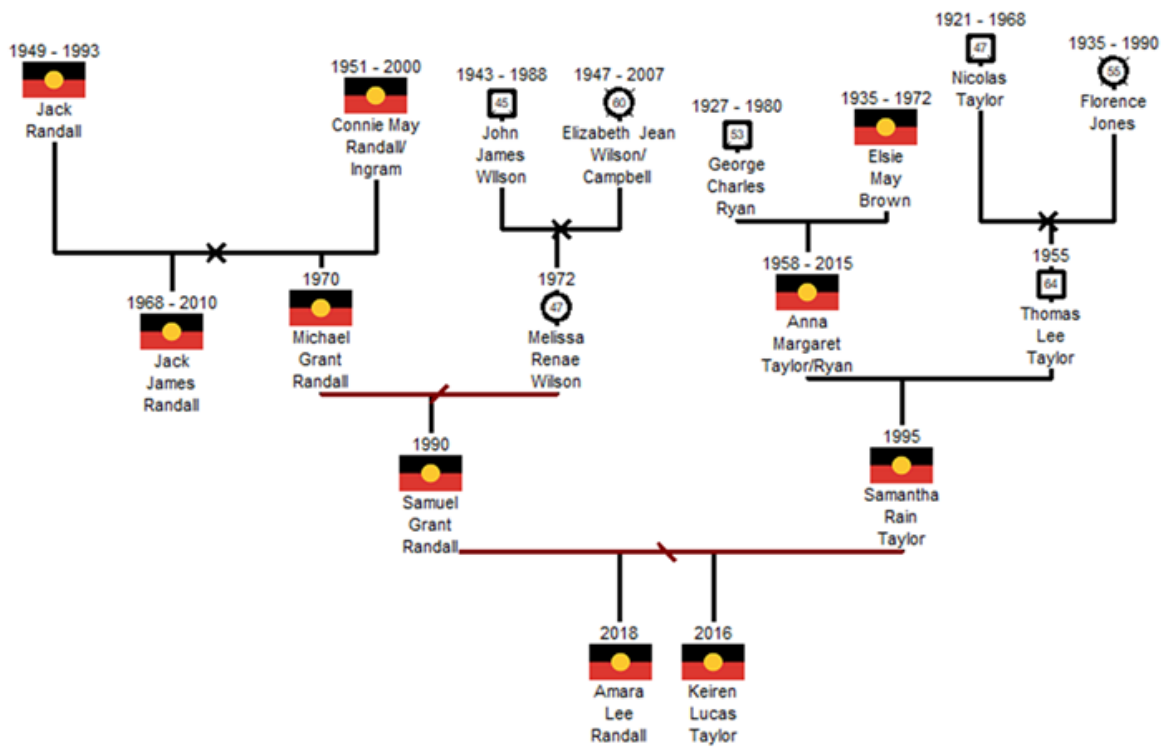 1949 - 1993
Jack
Randall
1951 - 2000
Connie May
Randall/
Ingram
1943 - 1988
45
John
James
WIlson
1947 - 2007
60
Elizabeth Jean
Wilson/
Campbell
1927 - 1980
53
George
Charles
Ryan
1935 - 1972
Elsie
May
Brown
1921 - 1968
47
Nicolas
Taylor
1935 - 1990
55
Florence
Jones
1968 - 2010
Jack
James
Randall
1970
Michael
Grant
Randall
1972
47
Melissa
Renae
Wilson
1958 - 2015
Anna
Margaret
Taylor/Ryan
1955
64
Thomas
Lee
Taylor
1990
Samuel
Grant
Randall
1995
Samantha
Rain
Taylor
2018
Amara
Lee
Randall
2016
Keiren
Lucas
Taylor